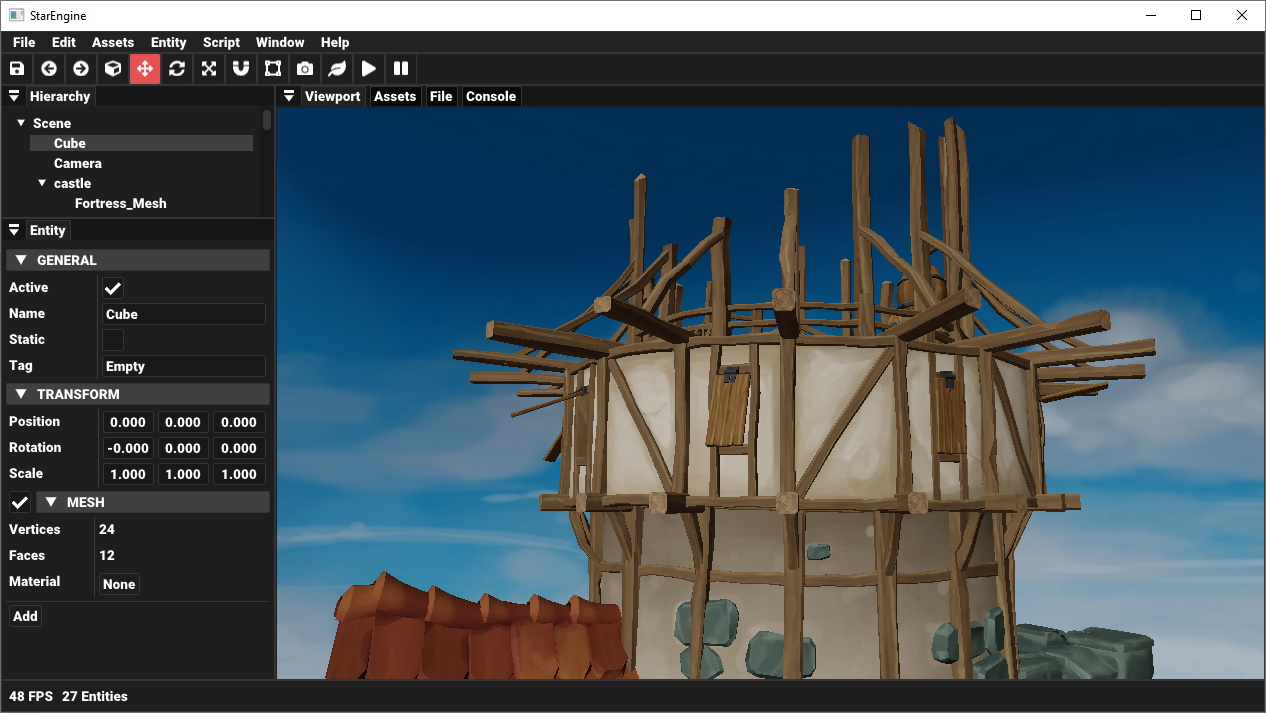 StarEngine
File Edit Assets Entity Script Window Help
Hierarchy
Scene
Cube
Camera
castle
Fortress_Mesh
Entity
GENERAL
Active
Name Cube
Static
Tag Empty
TRANSFORM
Position 0.000 0.000 0.000
Rotation -0.000 0.000 0.000
Scale 1.000 1.000 1.000
MESH
Vertices 24
Faces 12
Material None
Add
Viewport Assets File Console
48 FPS 27 Entities